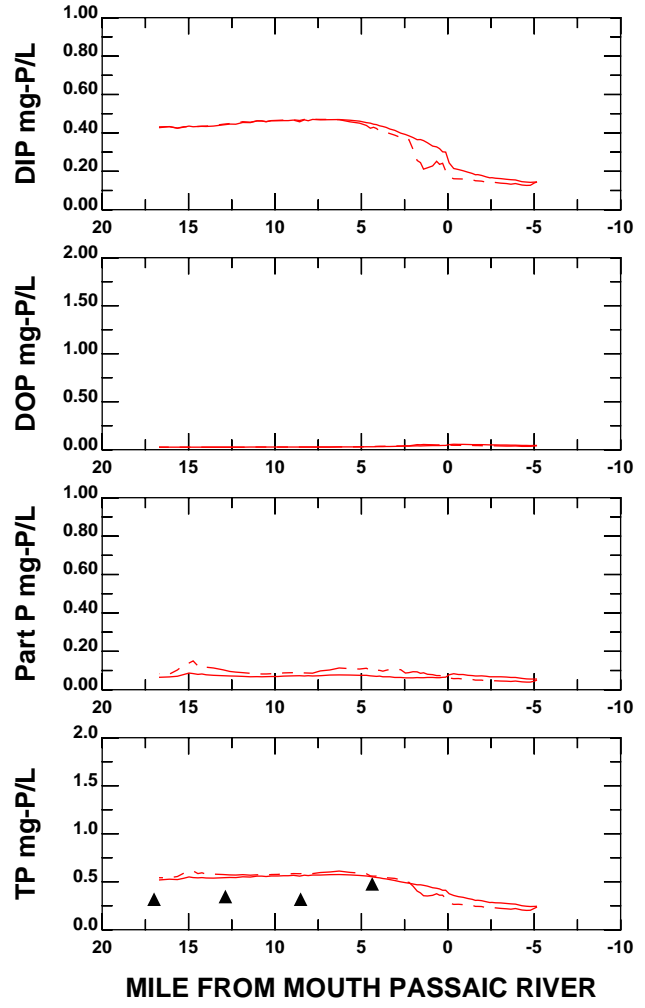 DIP mg-P/L
1.00
0.80
0.60
0.40
0.20
0.00
20 15 10 5 0 -5 -10
DOP mg-P/L
2.00
1.50
1.00
0.50
0.00
20 15 10 5 0 -5 -10
Part P mg-P/L
1.00
0.80
0.60
0.40
0.20
0.00
20 15 10 5 0 -5 -10
TP mg-P/L
2.0
1.5
1.0
0.5
0.0
20 15 10 5 0 -5 -10
MILE FROM MOUTH PASSAIC RIVER